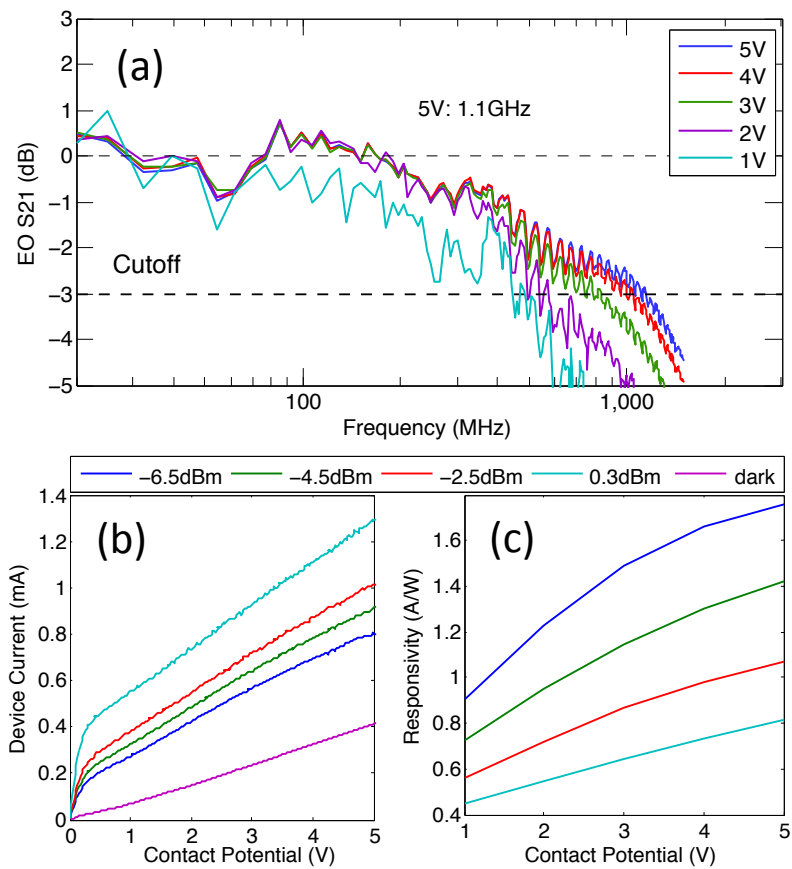 (a)
5V
4V
3V
2V
1V
5V: 1.1GHz
Cutoff
EO S21 (dB)
3
2
1
0
−1
−2
−3
−4
−5
100
1,000
Frequency (MHz)
−6.5dBm −4.5dBm −2.5dBm 0.3dBm dark
(b)
Device Current (mA)
1.4
1.2
1
0.8
0.6
0.4
0.2
0
0 1 2 3 4 5
Contact Potential (V)
(c)
Responsivity (A/W)
1.6
1.4
1.2
1
0.8
0.6
0.4
1 2 3 4 5
Contact Potential (V)